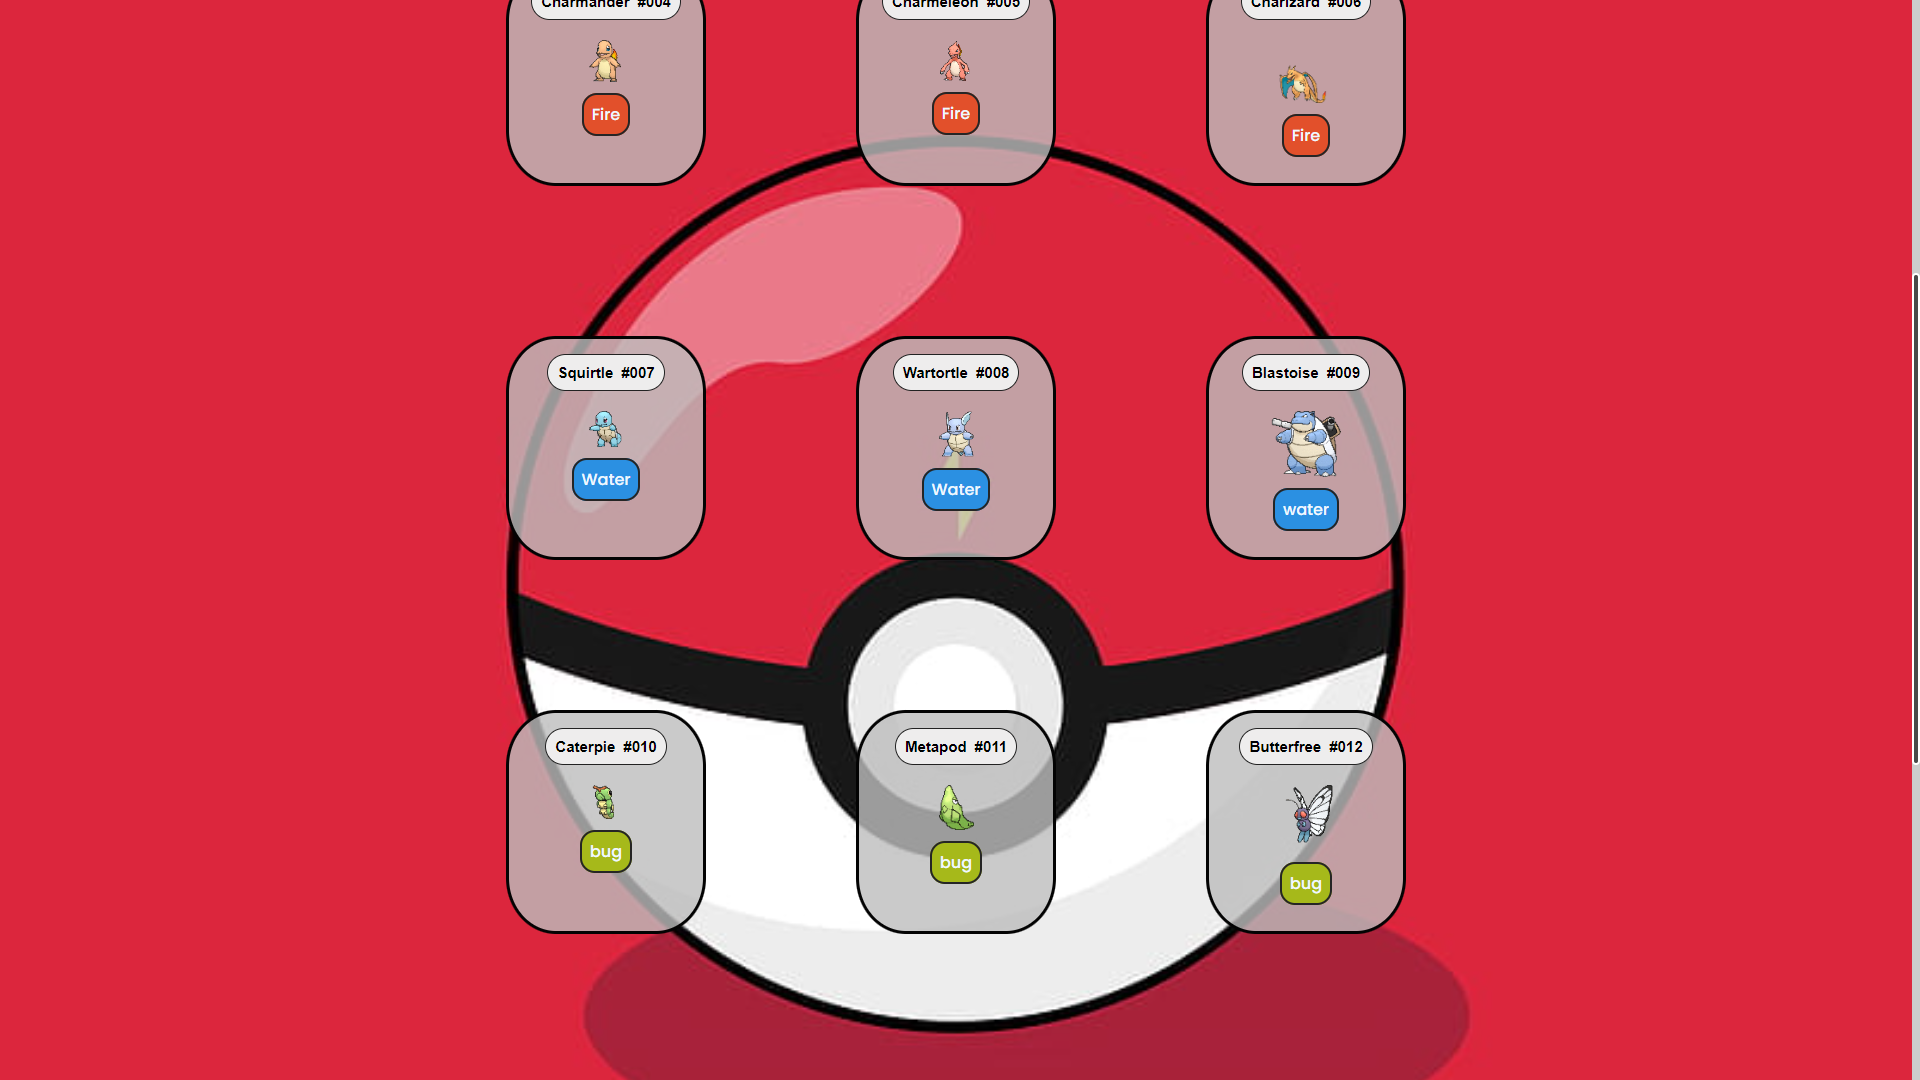 Charmander #004
Charmeleon #005
Charizard #006
Fire
Fire
Fire
Squirtle #007
Wartortle #008
Blastoise #009
Water
Water
water
Caterpie #010
Metapod #011
Butterfree #012
bug
bug
bug